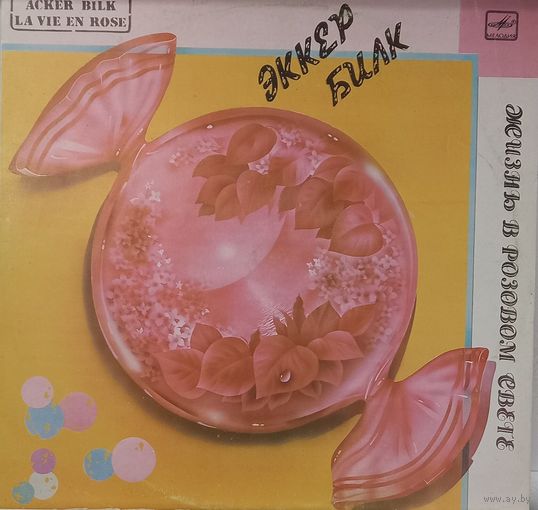 ACKER BILK
LA VIE EN ROSE
ЭККЕР
БИЛК
МЕЛОДИЯ
ЖИЗНЬ В РОЗОВОМ СВЕТЕ
www.ay.by